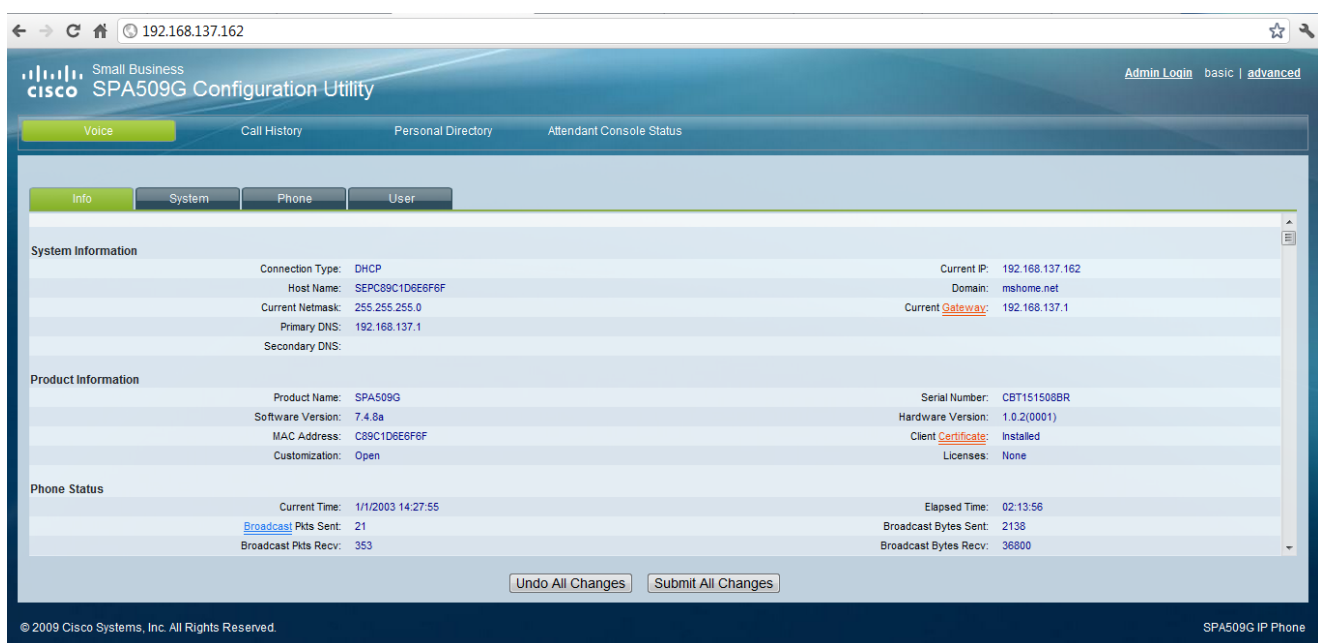 192.168.137.162
Small Business
CISCO SPA509G Configuration Utility
Admin Login basic | advanced
Voice Call History Personal Directory Attendant Console Status
Info System Phone User
System Information
Connection Type: DHCP Current IP: 192.168.137.162
Host Name: SEPC89C1D6E6F6F Domain: mshome.net
Current Netmask: 255.255.255.0 Current Gateway: 192.168.137.1
Primary DNS: 192.168.137.1
Secondary DNS:
Product Information
Product Name: SPA509G Serial Number: CBT151508BR
Software Version: 7.4.8a Hardware Version: 1.0.2(0001)
MAC Address: C89C1D6E6F6F Client Certificate: Installed
Customization: Open Licenses: None
Phone Status
Current Time: 1/1/2003 14:27:55 Elapsed Time: 02:13:56
Broadcast Pkts Sent: 21 Broadcast Bytes Sent: 2138
Broadcast Pkts Recv: 353 Broadcast Bytes Recv: 36800
Undo All Changes Submit All Changes
© 2009 Cisco Systems, Inc. All Rights Reserved. SPA509G IP Phone